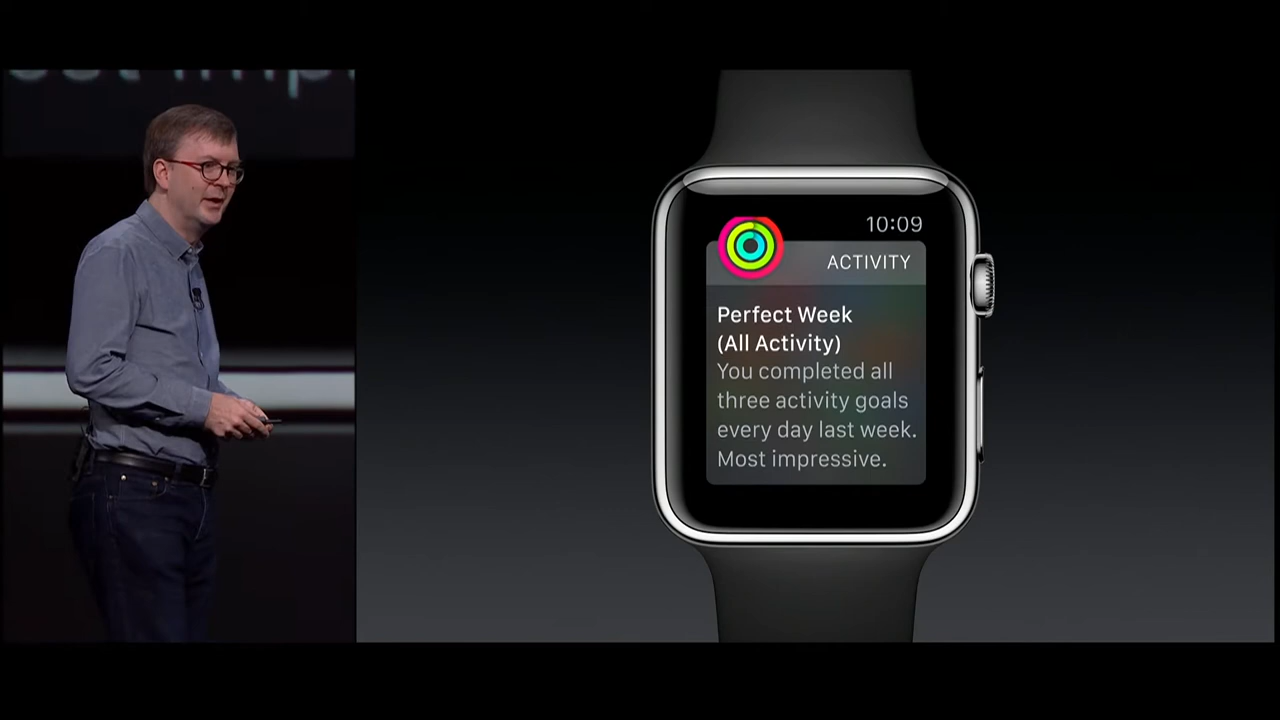 10:09
ACTIVITY
Perfect Week
(All Activity)
You completed all
three activity goals
every day last week.
Most impressive.